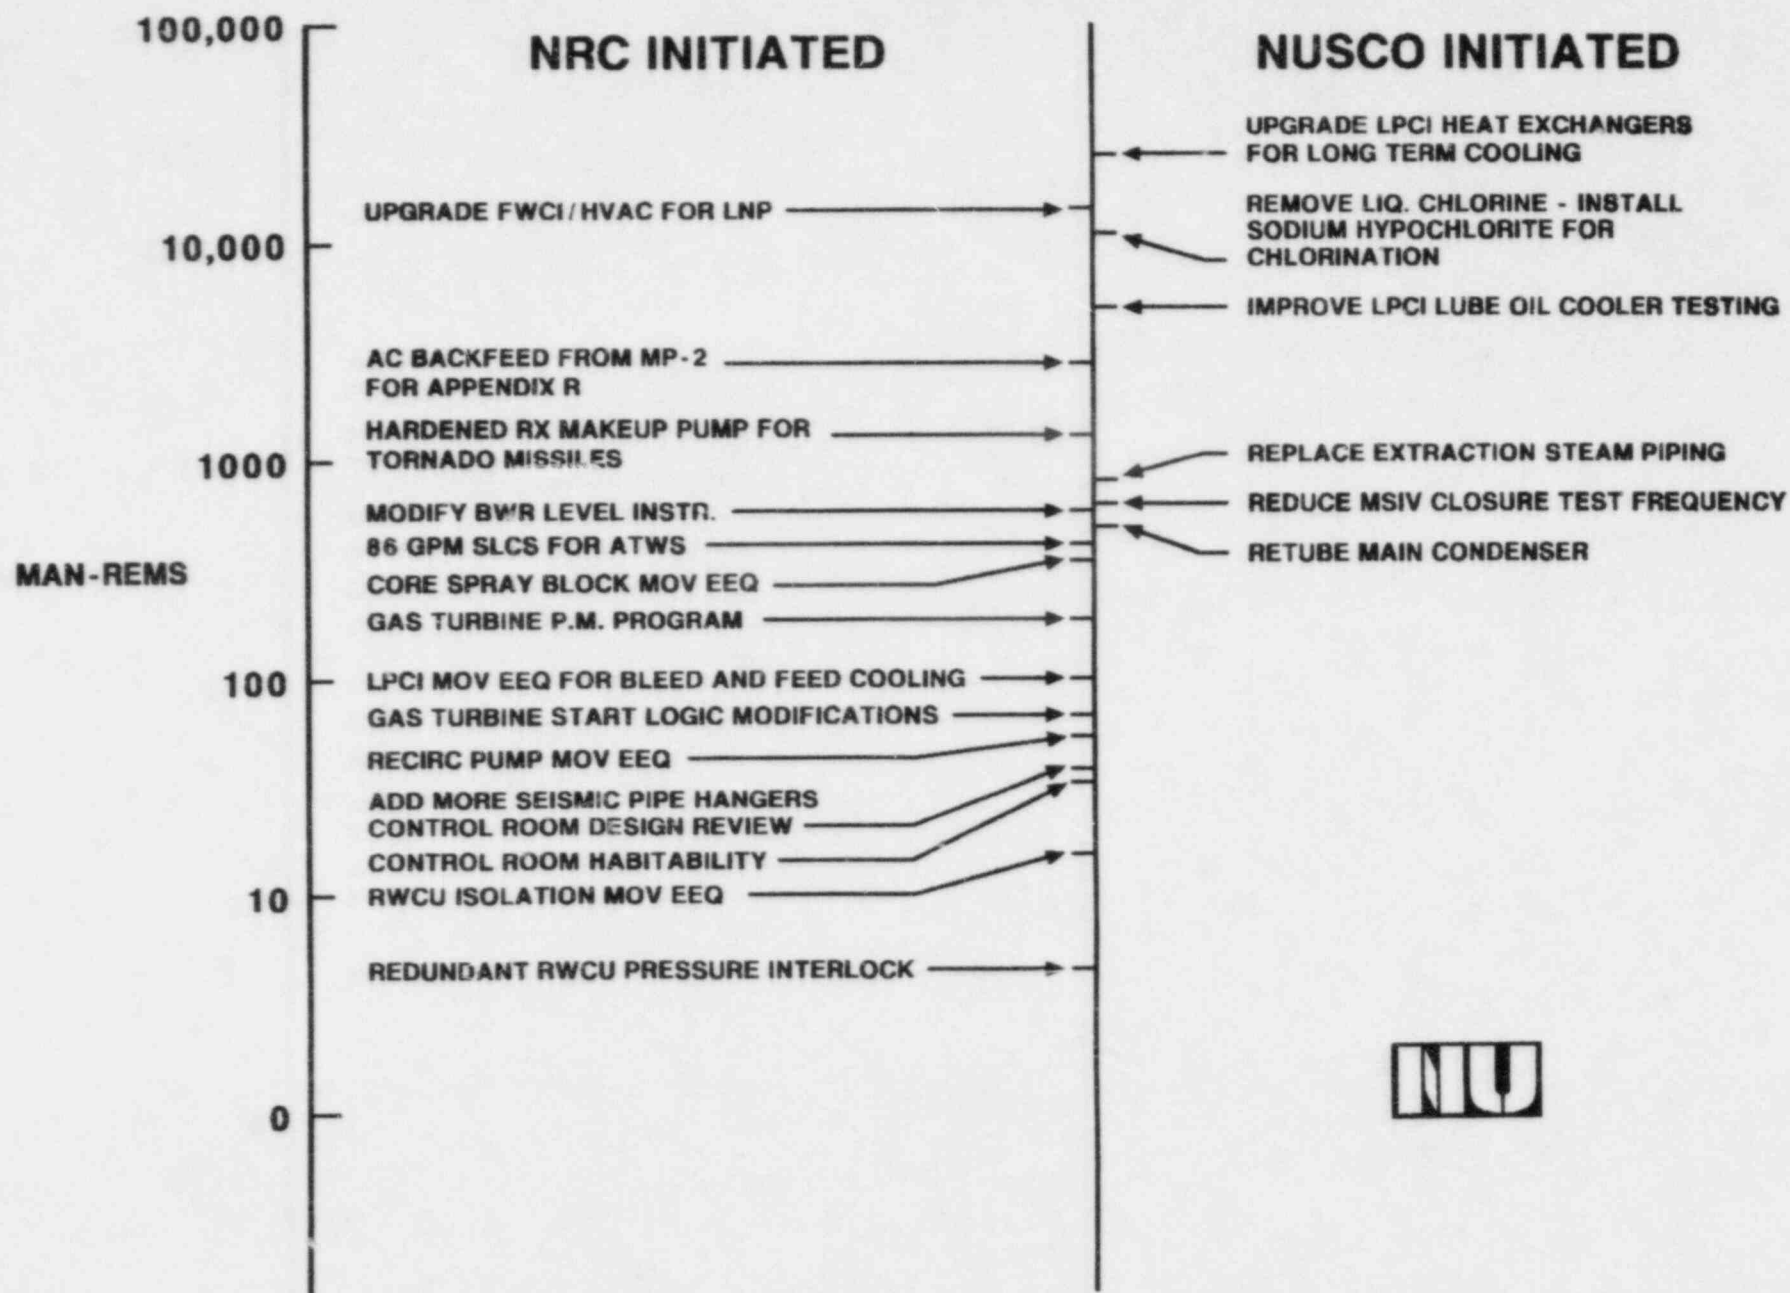 100,000
NRC INITIATED
NUSCO INITIATED
UPGRADE LPCI HEAT EXCHANGERS
FOR LONG TERM COOLING
UPGRADE FWCI/HVAC FOR LNP
REMOVE LIQ. CHLORINE - INSTALL
SODIUM HYPOCHLORITE FOR
CHLORINATION
10,000
IMPROVE LPCI LUBE OIL COOLER TESTING
AC BACKFEED FROM MP-2
FOR APPENDIX R
HARDENED RX MAKEUP PUMP FOR
TORNADO MISSILES
1000
REPLACE EXTRACTION STEAM PIPING
REDUCE MSIV CLOSURE TEST FREQUENCY
MODIFY BWR LEVEL INSTR.
86 GPM SLCS FOR ATWS
RETUBE MAIN CONDENSER
MAN-REMS
CORE SPRAY BLOCK MOV EEQ
GAS TURBINE P.M. PROGRAM
100
LPCI MOV EEQ FOR BLEED AND FEED COOLING
GAS TURBINE START LOGIC MODIFICATIONS
RECIRC PUMP MOV EEQ
ADD MORE SEISMIC PIPE HANGERS
CONTROL ROOM DESIGN REVIEW
CONTROL ROOM HABITABILITY
10
RWCU ISOLATION MOV EEQ
REDUNDANT RWCU PRESSURE INTERLOCK
NU
0